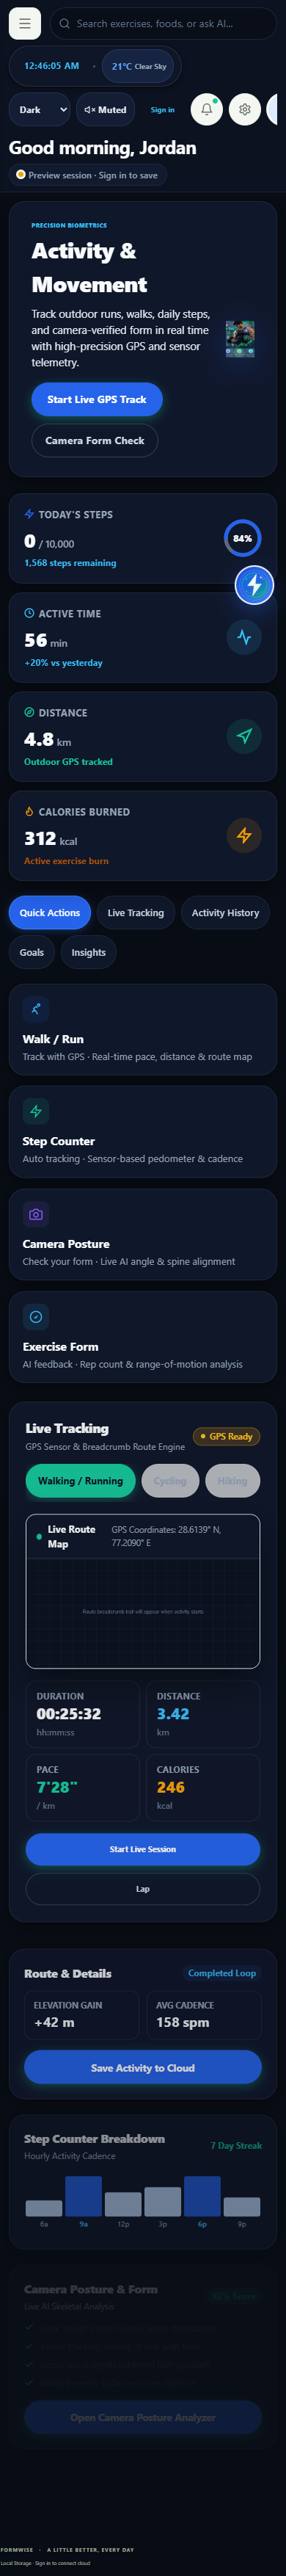 Search exercises, foods, or ask AI...
12:46:05 AM • 21°C Clear Sky
Dark Muted Sign in
Good morning, Jordan
Preview session · Sign in to save
PRECISION BIOMETRICS
Activity &
Movement
Track outdoor runs, walks, daily steps,
and camera-verified form in real time
with high-precision GPS and sensor
telemetry.
Start Live GPS Track
Camera Form Check
TODAY'S STEPS
0 / 10,000
1,568 steps remaining
84%
ACTIVE TIME
56 min
+20% vs yesterday
DISTANCE
4.8 km
Outdoor GPS tracked
CALORIES BURNED
312 kcal
Active exercise burn
Quick Actions Live Tracking Activity History
Goals Insights
Walk / Run
Track with GPS · Real-time pace, distance & route map
Step Counter
Auto tracking · Sensor-based pedometer & cadence
Camera Posture
Check your form · Live AI angle & spine alignment
Exercise Form
AI feedback · Rep count & range-of-motion analysis
Live Tracking
GPS Sensor & Breadcrumb Route Engine
GPS Ready
Walking / Running Cycling Hiking
Live Route
Map
GPS Coordinates: 28.6139° N,
77.2090° E
Route breadcrumb trail will appear when activity starts
DURATION
00:25:32
hh:mm:ss
DISTANCE
3.42
km
PACE
7'28"
/ km
CALORIES
246
kcal
Start Live Session
Lap
Route & Details
Completed Loop
ELEVATION GAIN
+42 m
AVG CADENCE
158 spm
Save Activity to Cloud
Step Counter Breakdown
Hourly Activity Cadence
7 Day Streak
6a 9a 12p 3p 6p 9p
Camera Posture & Form
Live AI Skeletal Analysis
Open Camera Posture Analyzer
FORMWISE · A LITTLE BETTER, EVERY DAY
Local Storage · Sign in to connect cloud